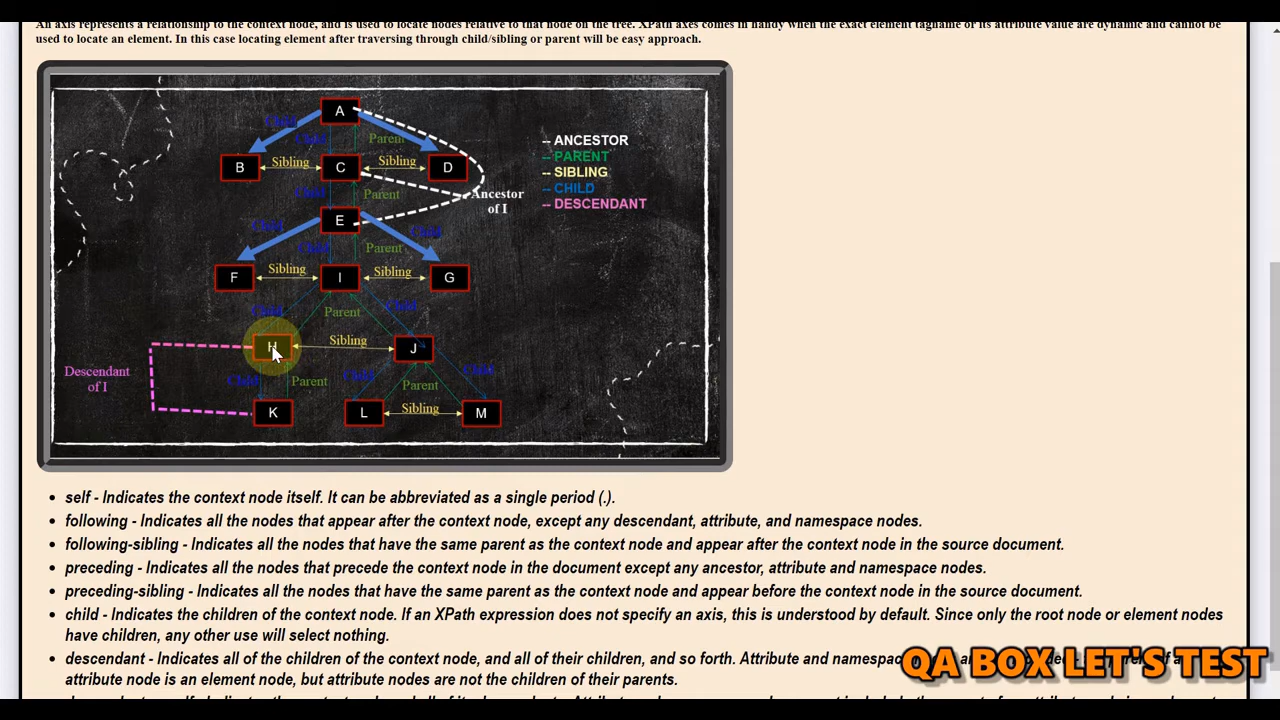 An axis represents a relationship to the context node, and is used to locate nodes relative to that node on the tree. XPath axes comes in handy when the exact element tagname or its attribute value are dynamic and cannot be
used to locate an element. In this case locating element after traversing through child/sibling or parent will be easy approach.
A
Child
Child
Parent
-- ANCESTOR
-- PARENT
-- SIBLING
-- CHILD
-- DESCENDANT
B
Sibling
C
Sibling
D
Child
Parent
Ancestor
of I
E
Child
Child
Child
Parent
F
Sibling
I
Sibling
G
Child
Parent
Child
H
Sibling
J
Descendant
of I
Child
Parent
Child
Parent
Child
K
L
Sibling
M
self - Indicates the context node itself. It can be abbreviated as a single period (.).
following - Indicates all the nodes that appear after the context node, except any descendant, attribute, and namespace nodes.
following-sibling - Indicates all the nodes that have the same parent as the context node and appear after the context node in the source document.
preceding - Indicates all the nodes that precede the context node in the document except any ancestor, attribute and namespace nodes.
preceding-sibling - Indicates all the nodes that have the same parent as the context node and appear before the context node in the source document.
child - Indicates the children of the context node. If an XPath expression does not specify an axis, this is understood by default. Since only the root node or element nodes
have children, any other use will select nothing.
descendant - Indicates all of the children of the context node, and all of their children, and so forth. Attribute and
attribute node is an element node, but attribute nodes are not the children of their parents.
QA BOX LET'S TEST